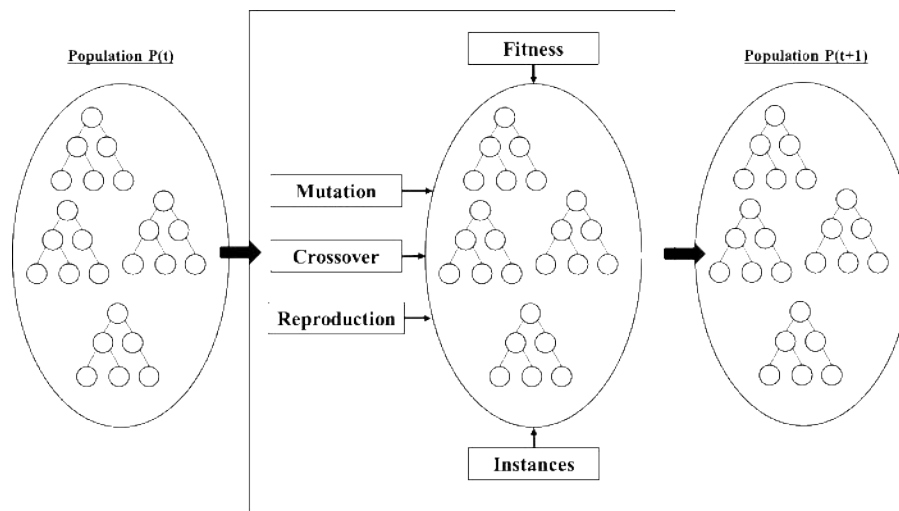 Population P(t)
Fitness
Population P(t+1)
Mutation
Crossover
Reproduction
Instances